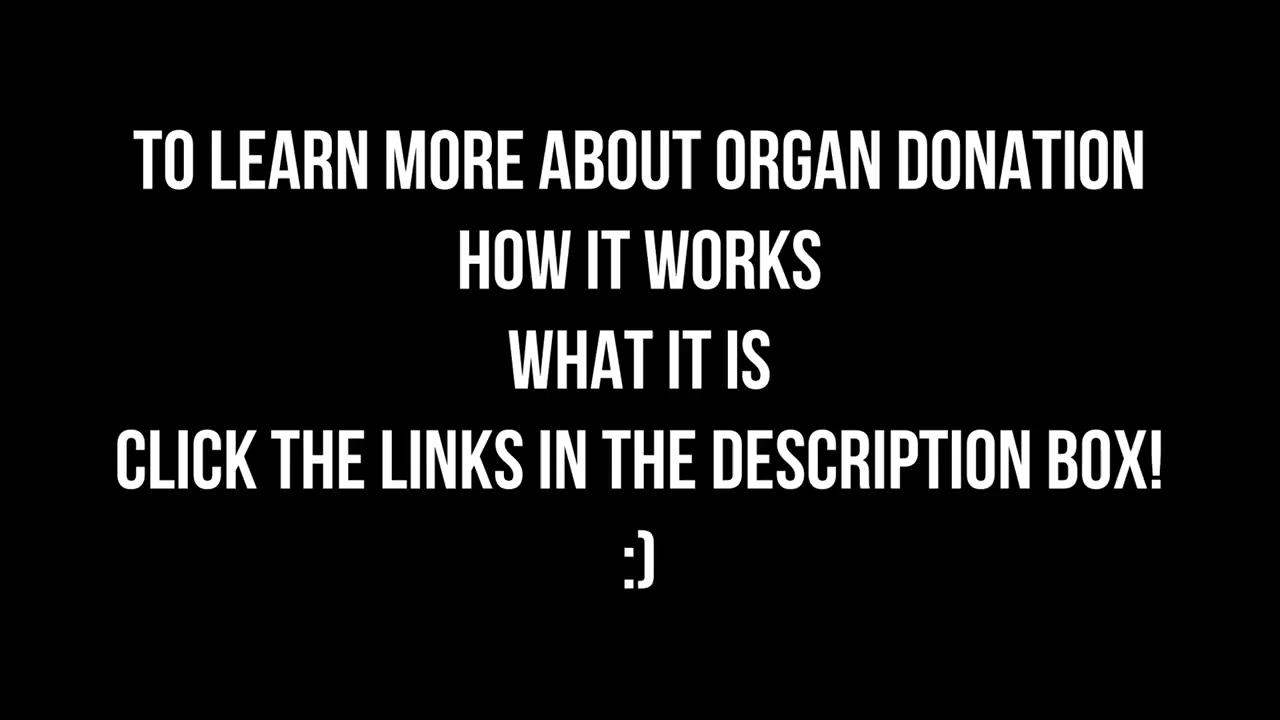 TO LEARN MORE ABOUT ORGAN DONATION
HOW IT WORKS
WHAT IT IS
CLICK THE LINKS IN THE DESCRIPTION BOX!
:)